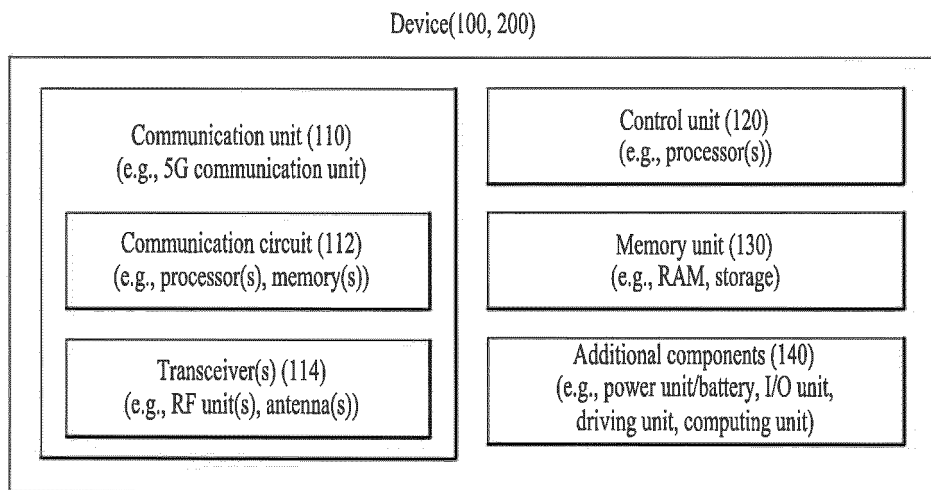 Device(100, 200)
Communication unit (110)
(e.g., 5G communication unit)
Communication circuit (112)
(e.g., processor(s), memory(s))
Transceiver(s) (114)
(e.g., RF unit(s), antenna(s))
Control unit (120)
(e.g., processor(s))
Memory unit (130)
(e.g., RAM, storage)
Additional components (140)
(e.g., power unit/battery, I/O unit,
driving unit, computing unit)